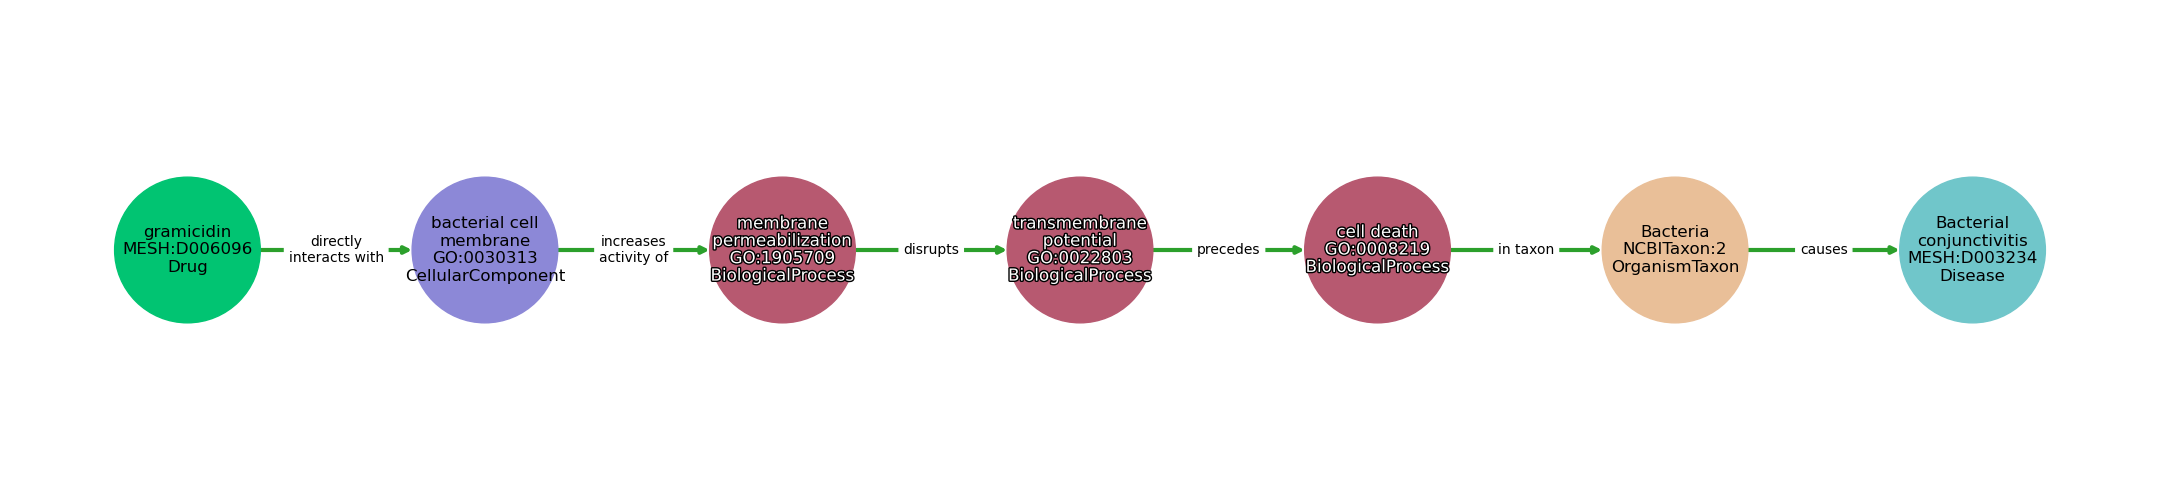 gramicidin
MESH:D006096
Drug
directly
interacts with
bacterial cell
membrane
GO:0030313
CellularComponent
increases
activity of
membrane
permeabilization
GO:1905709
BiologicalProcess
disrupts
transmembrane
potential
GO:0022803
BiologicalProcess
precedes
cell death
GO:0008219
BiologicalProcess
in taxon
Bacteria
NCBITaxon:2
OrganismTaxon
causes
Bacterial
conjunctivitis
MESH:D003234
Disease